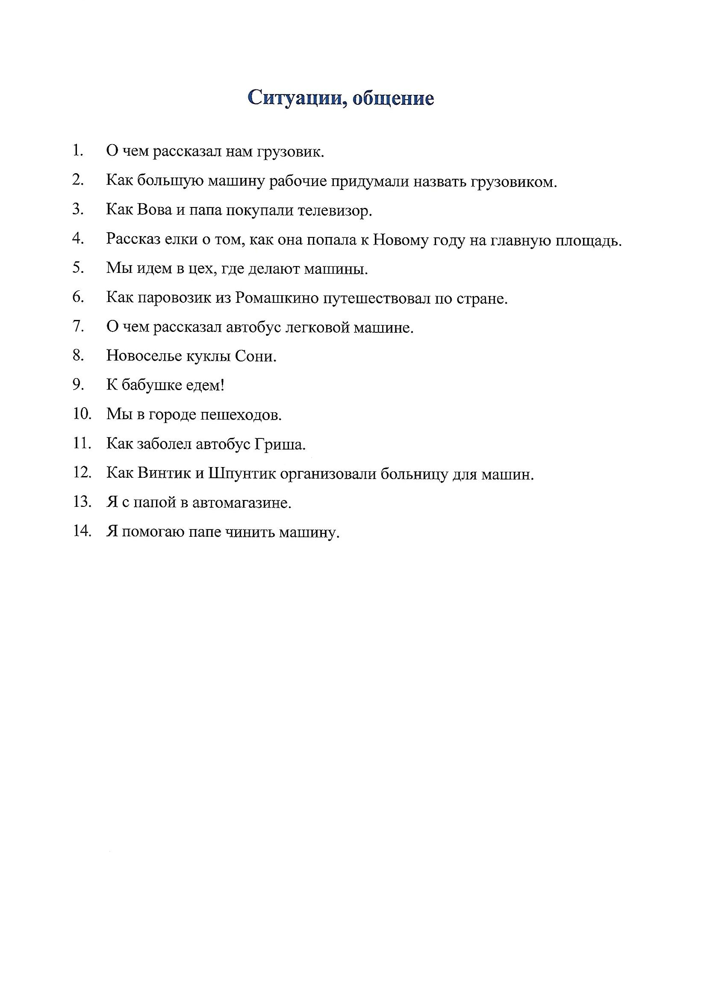 Ситуации, общение
1. О чем рассказал нам грузовик.
2. Как большую машину рабочие придумали назвать грузовиком.
3. Как Вова и папа покупали телевизор.
4. Рассказ елки о том, как она попала к Новому году на главную площадь.
5. Мы идем в цех, где делают машины.
6. Как паровозик из Ромашкино путешествовал по стране.
7. О чем рассказал автобус легковой машине.
8. Новоселье куклы Сони.
9. К бабушке едем!
10. Мы в городе пешеходов.
11. Как заболел автобус Гриша.
12. Как Винтик и Шпунтик организовали больницу для машин.
13. Я с папой в автомагазине.
14. Я помогаю папе чинить машину.